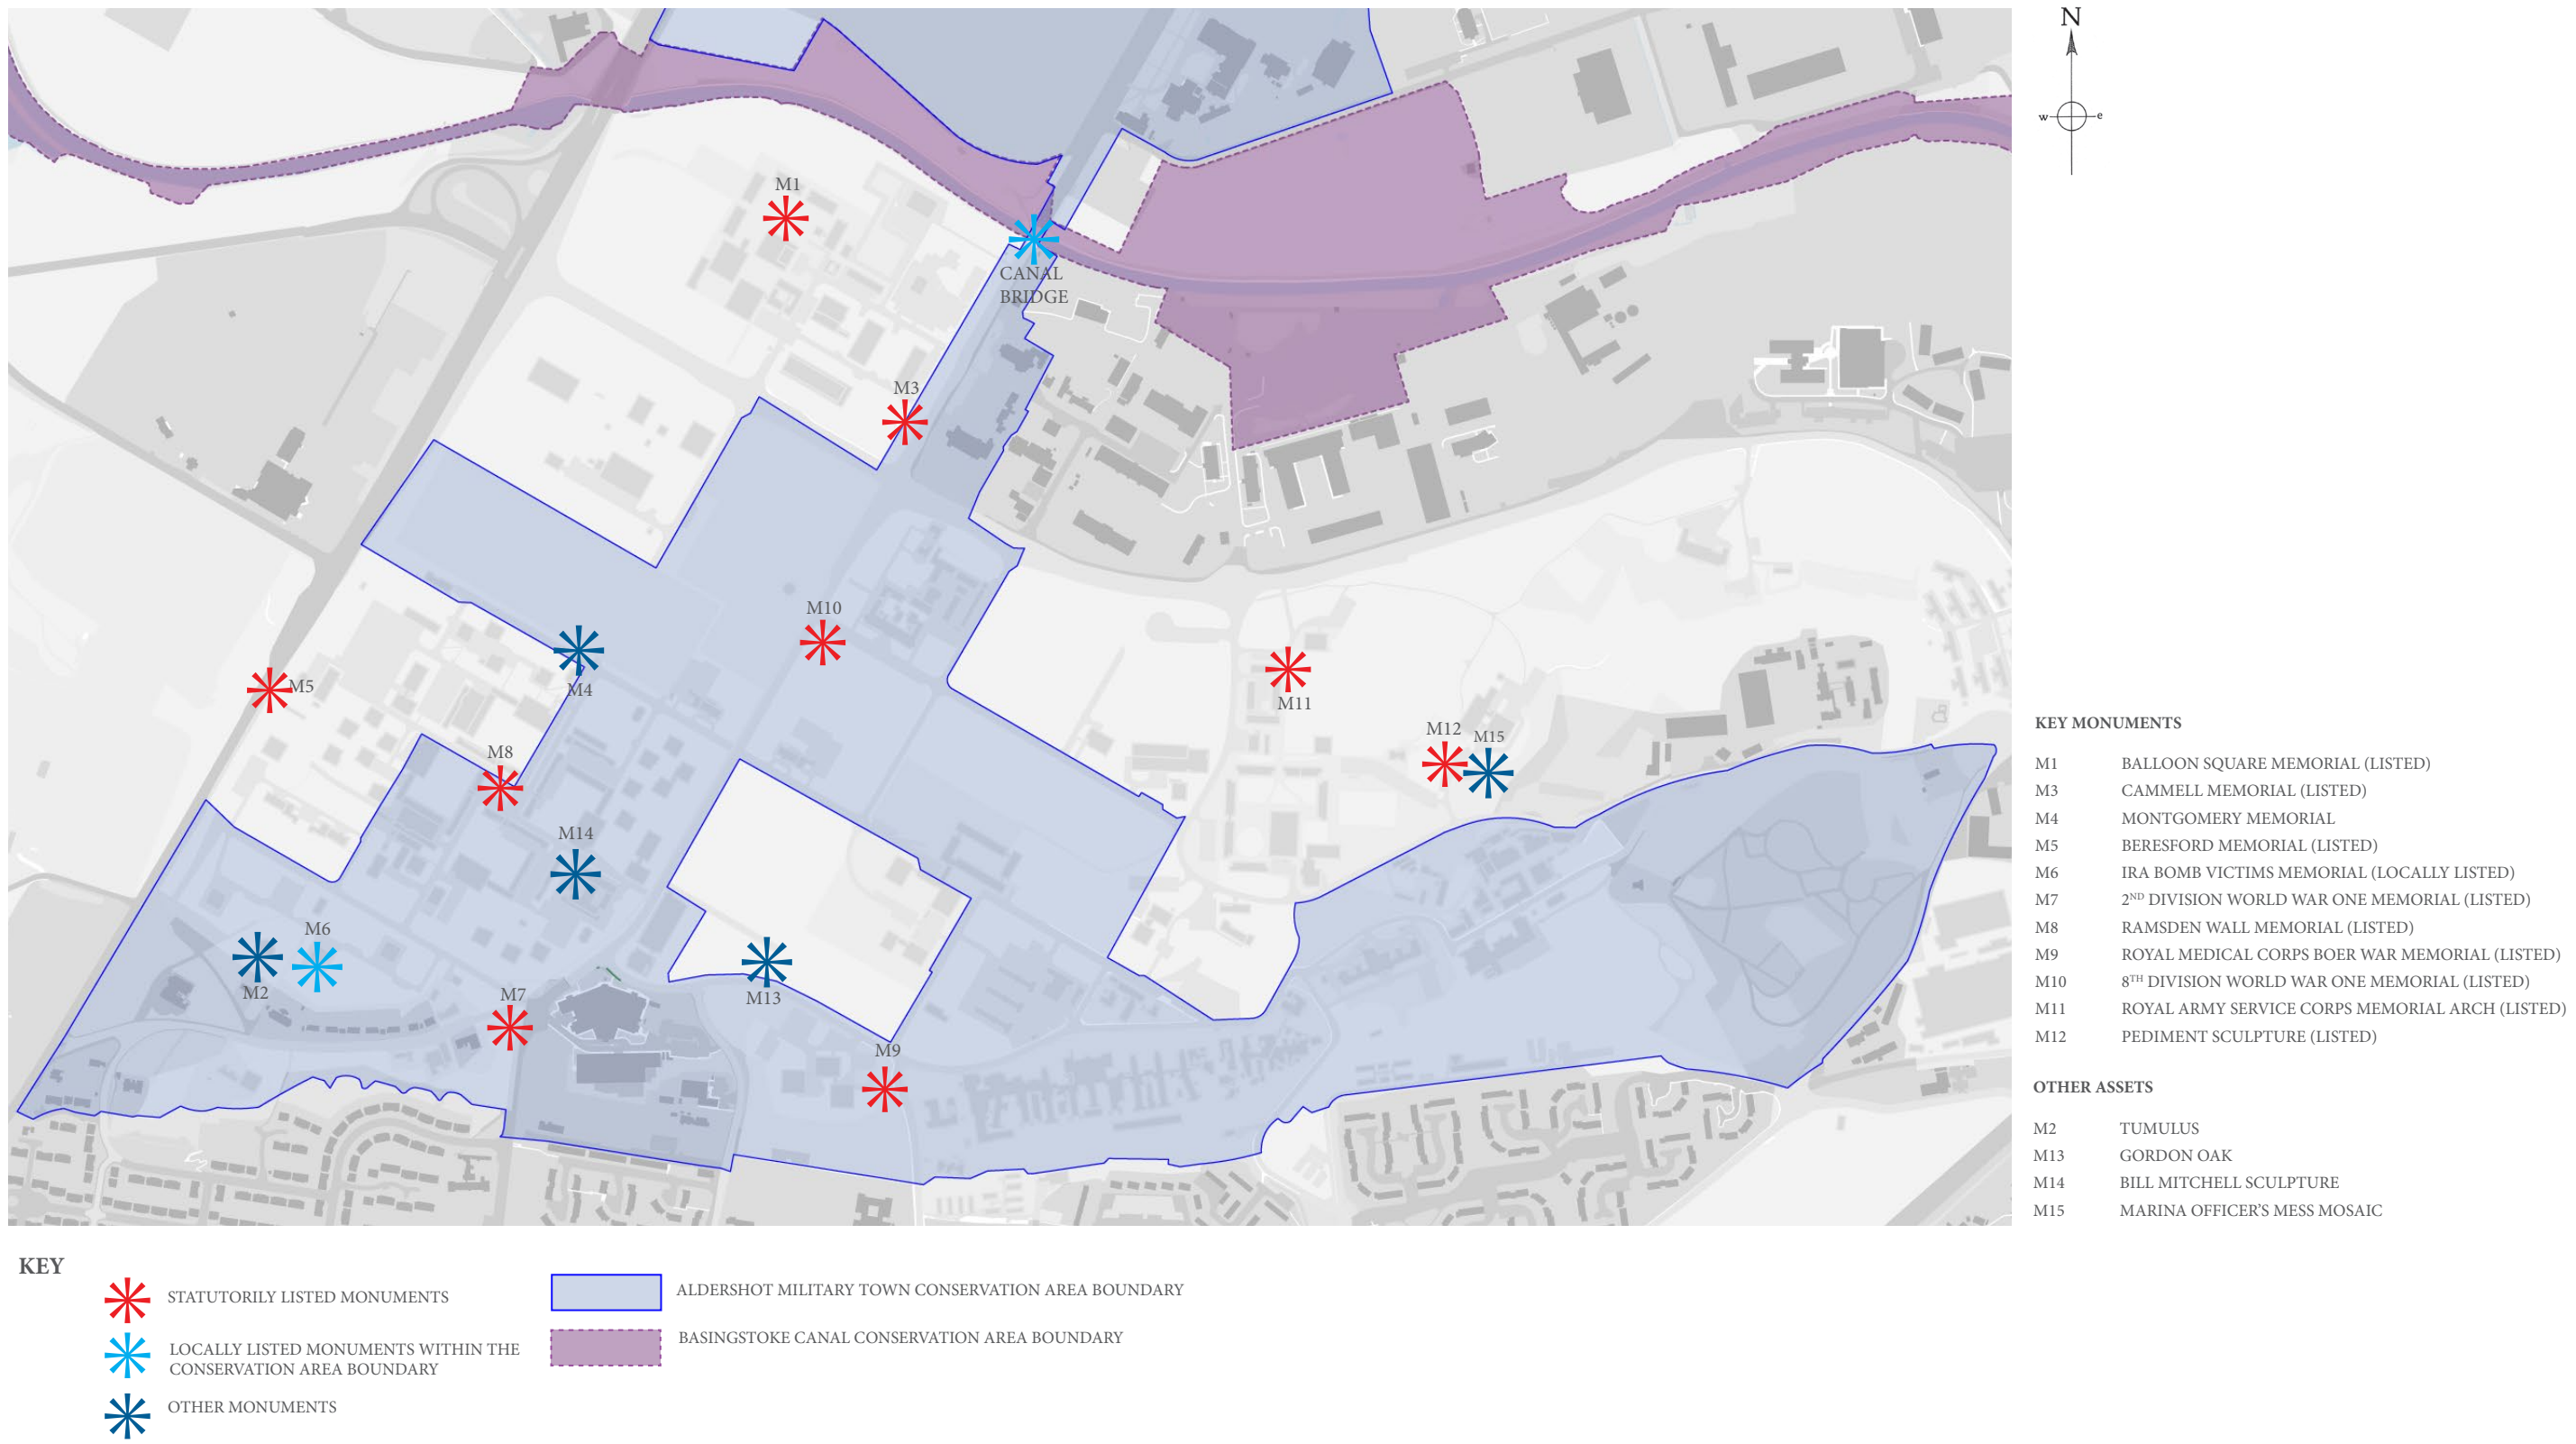 N
w
e
M1
CANAL
BRIDGE
M3
M10
M4
M5
M11
M12
M15
M8
M14
M6
M2
M7
M13
M9
KEY MONUMENTS
M1 BALLOON SQUARE MEMORIAL (LISTED)
M3 CAMMELL MEMORIAL (LISTED)
M4 MONTGOMERY MEMORIAL
M5 BERESFORD MEMORIAL (LISTED)
M6 IRA BOMB VICTIMS MEMORIAL (LOCALLY LISTED)
M7 2ND DIVISION WORLD WAR ONE MEMORIAL (LISTED)
M8 RAMSDEN WALL MEMORIAL (LISTED)
M9 ROYAL MEDICAL CORPS BOER WAR MEMORIAL (LISTED)
M10 8TH DIVISION WORLD WAR ONE MEMORIAL (LISTED)
M11 ROYAL ARMY SERVICE CORPS MEMORIAL ARCH (LISTED)
M12 PEDIMENT SCULPTURE (LISTED)
OTHER ASSETS
M2 TUMULUS
M13 GORDON OAK
M14 BILL MITCHELL SCULPTURE
M15 MARINA OFFICER'S MESS MOSAIC
KEY
STATUTORILY LISTED MONUMENTS
LOCALLY LISTED MONUMENTS WITHIN THE
CONSERVATION AREA BOUNDARY
OTHER MONUMENTS
ALDERSHOT MILITARY TOWN CONSERVATION AREA BOUNDARY
BASINGSTOKE CANAL CONSERVATION AREA BOUNDARY